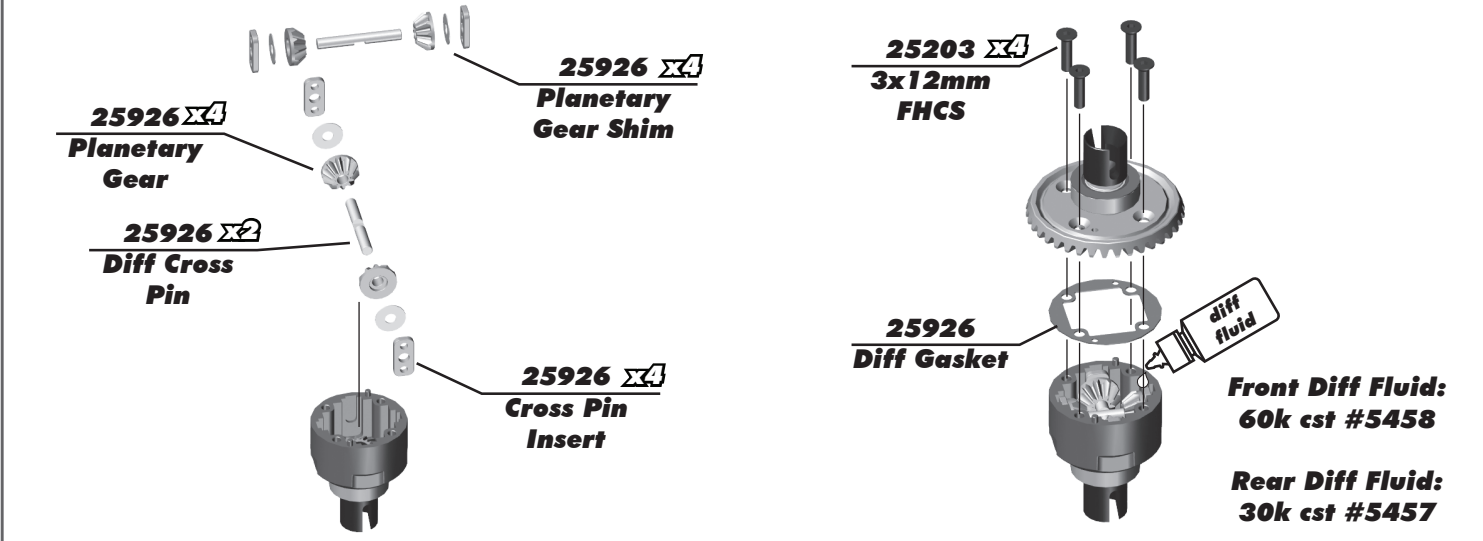 25926 x4
Planetary
Gear Shim
25926 x4
Planetary
Gear
25926 x2
Diff Cross
Pin
25926 x4
Cross Pin
Insert
25203 x4
3x12mm
FHCS
25926
Diff Gasket
diff
fluid
Front Diff Fluid:
60k cst #5458
Rear Diff Fluid:
30k cst #5457